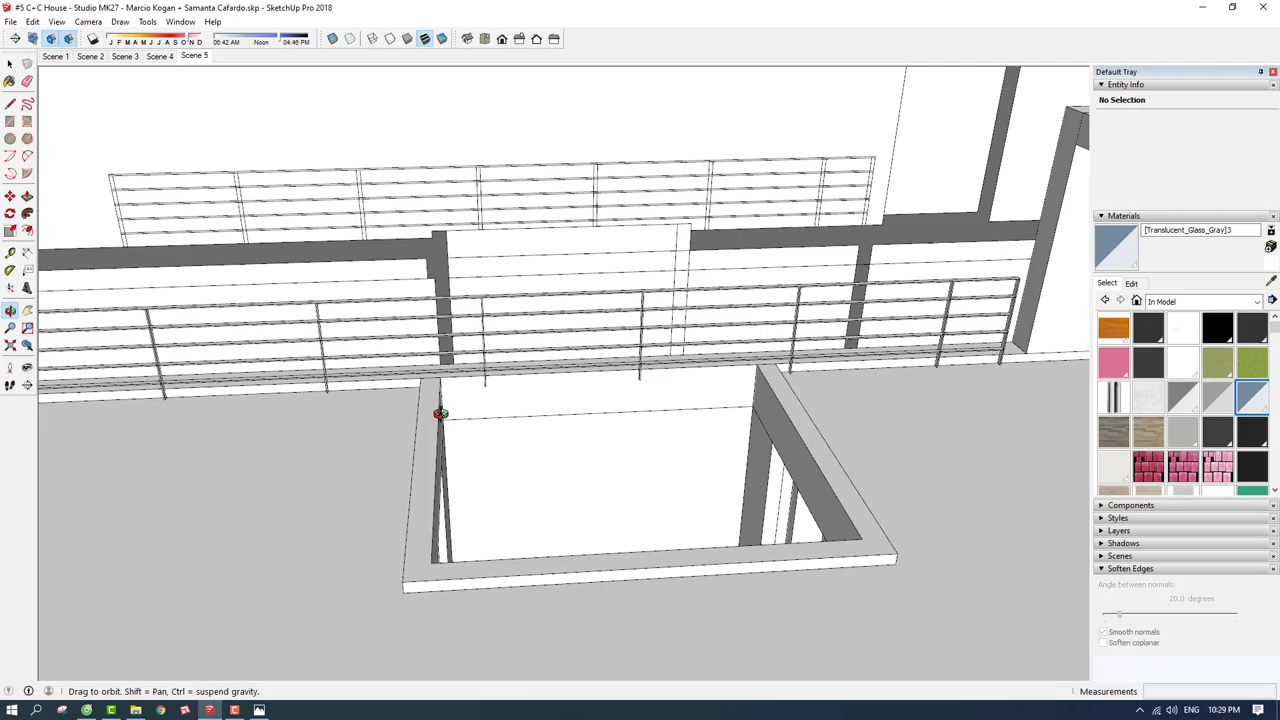 #5 C+C House - Studio MK27 - Marcio Kogan + Samanta Cafardo.skp - SketchUp Pro 2018
File Edit View Camera Draw Tools Window Help
J F M A M J J A S O N D 06:42 AM Noon 04:46 PM
Scene 1 Scene 2 Scene 3 Scene 4 Scene 5
Default Tray
Entity Info
No Selection
Materials
[Translucent_Glass_Gray]3
Select Edit
In Model
Components
Styles
Layers
Shadows
Scenes
Soften Edges
Angle between normals:
20.0 degrees
Smooth normals
Soften coplanar
Drag to orbit. Shift = Pan, Ctrl = suspend gravity.
Measurements
ENG 10:29 PM